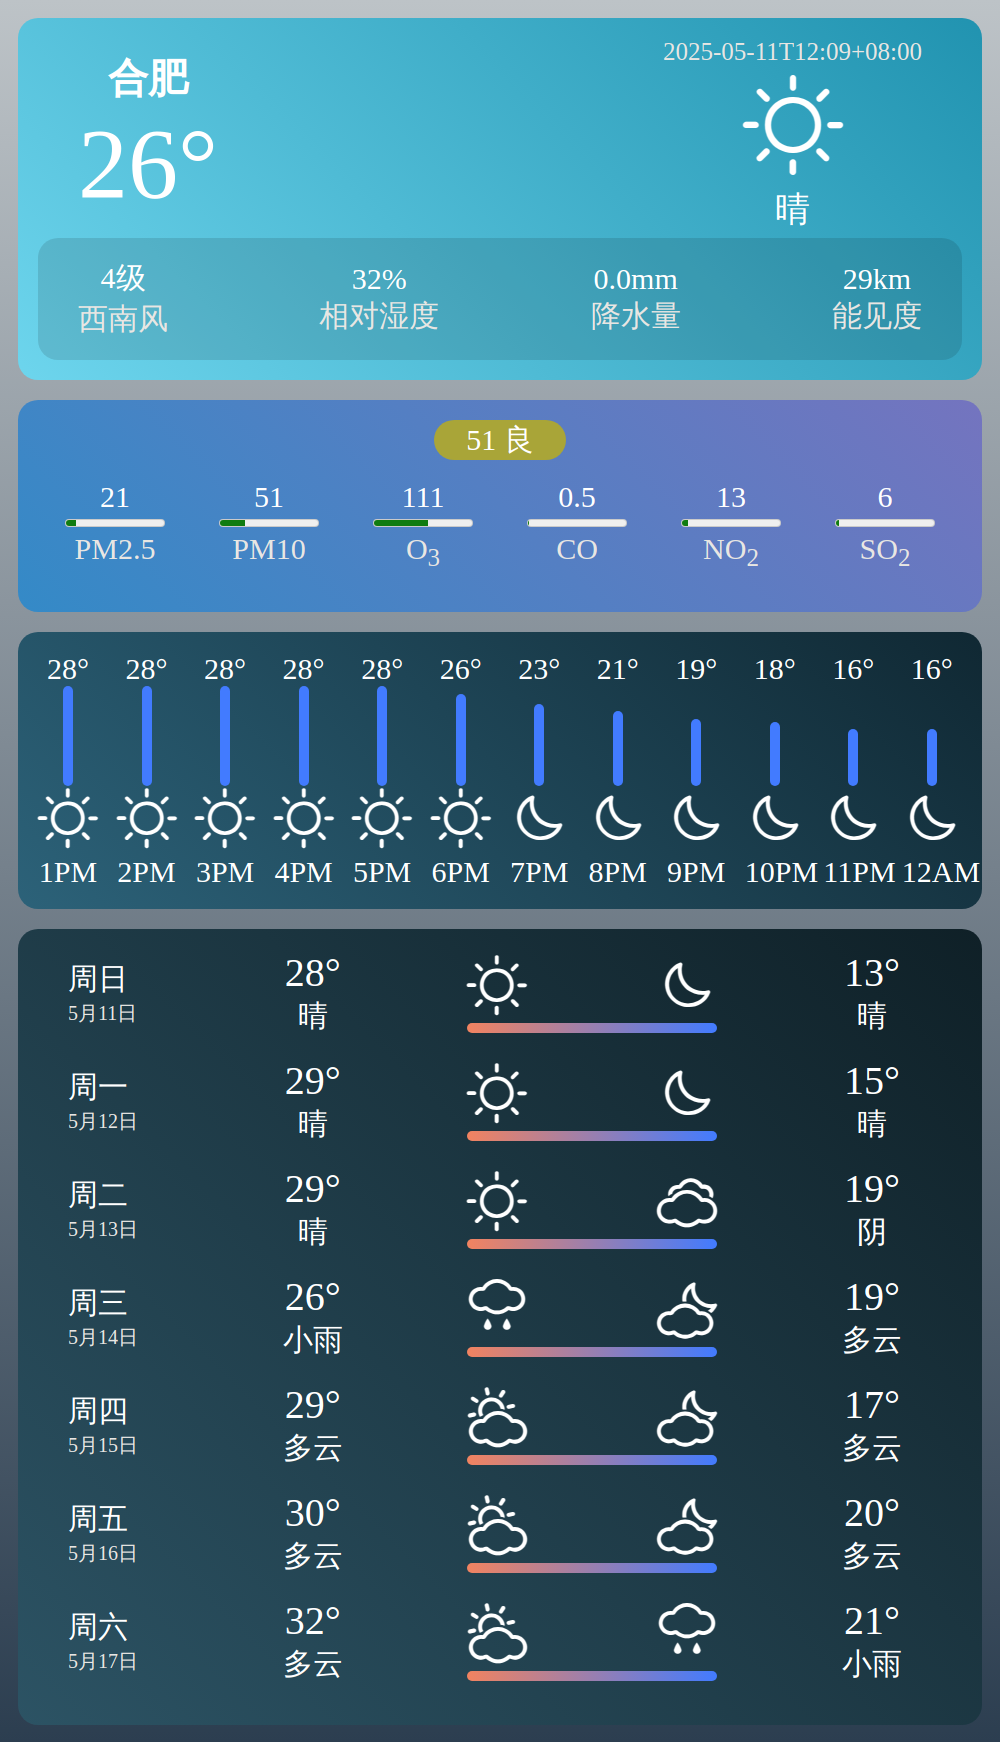 合肥
26°
2025-05-11T12:09+08:00
晴
4级 32% 0.0mm 29km
西南风 相对湿度 降水量 能见度
51 良
21 51 111 0.5 13 6
PM2.5 PM10 O3 CO NO2 SO2
28° 28° 28° 28° 28° 26° 23° 21° 19° 18° 16° 16°
1PM 2PM 3PM 4PM 5PM 6PM 7PM 8PM 9PM 10PM 11PM 12AM
周日 28° 13°
5月11日 晴 晴
周一 29° 15°
5月12日 晴 晴
周二 29° 19°
5月13日 晴 阴
周三 26° 19°
5月14日 小雨 多云
周四 29° 17°
5月15日 多云 多云
周五 30° 20°
5月16日 多云 多云
周六 32° 21°
5月17日 多云 小雨